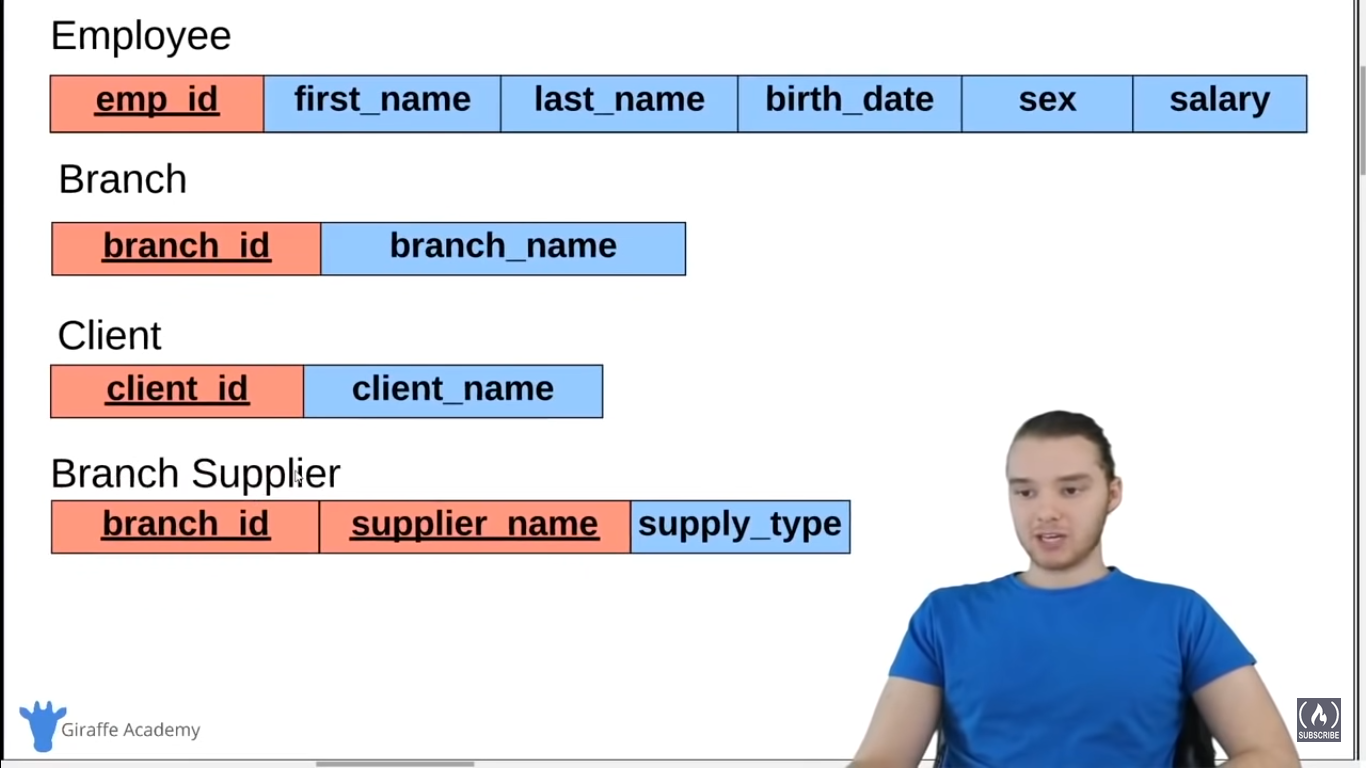 Employee
emp_id first_name last_name birth_date sex salary
Branch
branch_id branch_name
Client
client_id client_name
Branch Supplier
branch_id supplier_name supply_type
Giraffe Academy
SUBSCRIBE